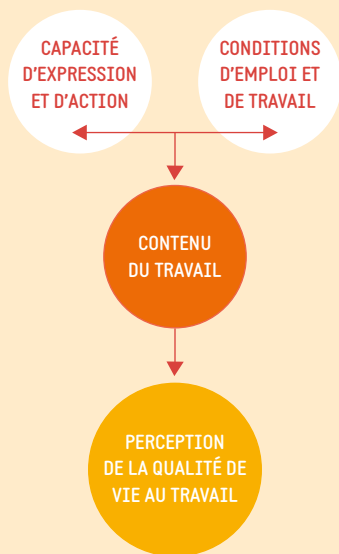 CAPACITÉ
D'EXPRESSION
ET D'ACTION
CONDITIONS
D'EMPLOI ET
DE TRAVAIL
CONTENU
DU TRAVAIL
PERCEPTION
DE LA QUALITÉ DE
VIE AU TRAVAIL